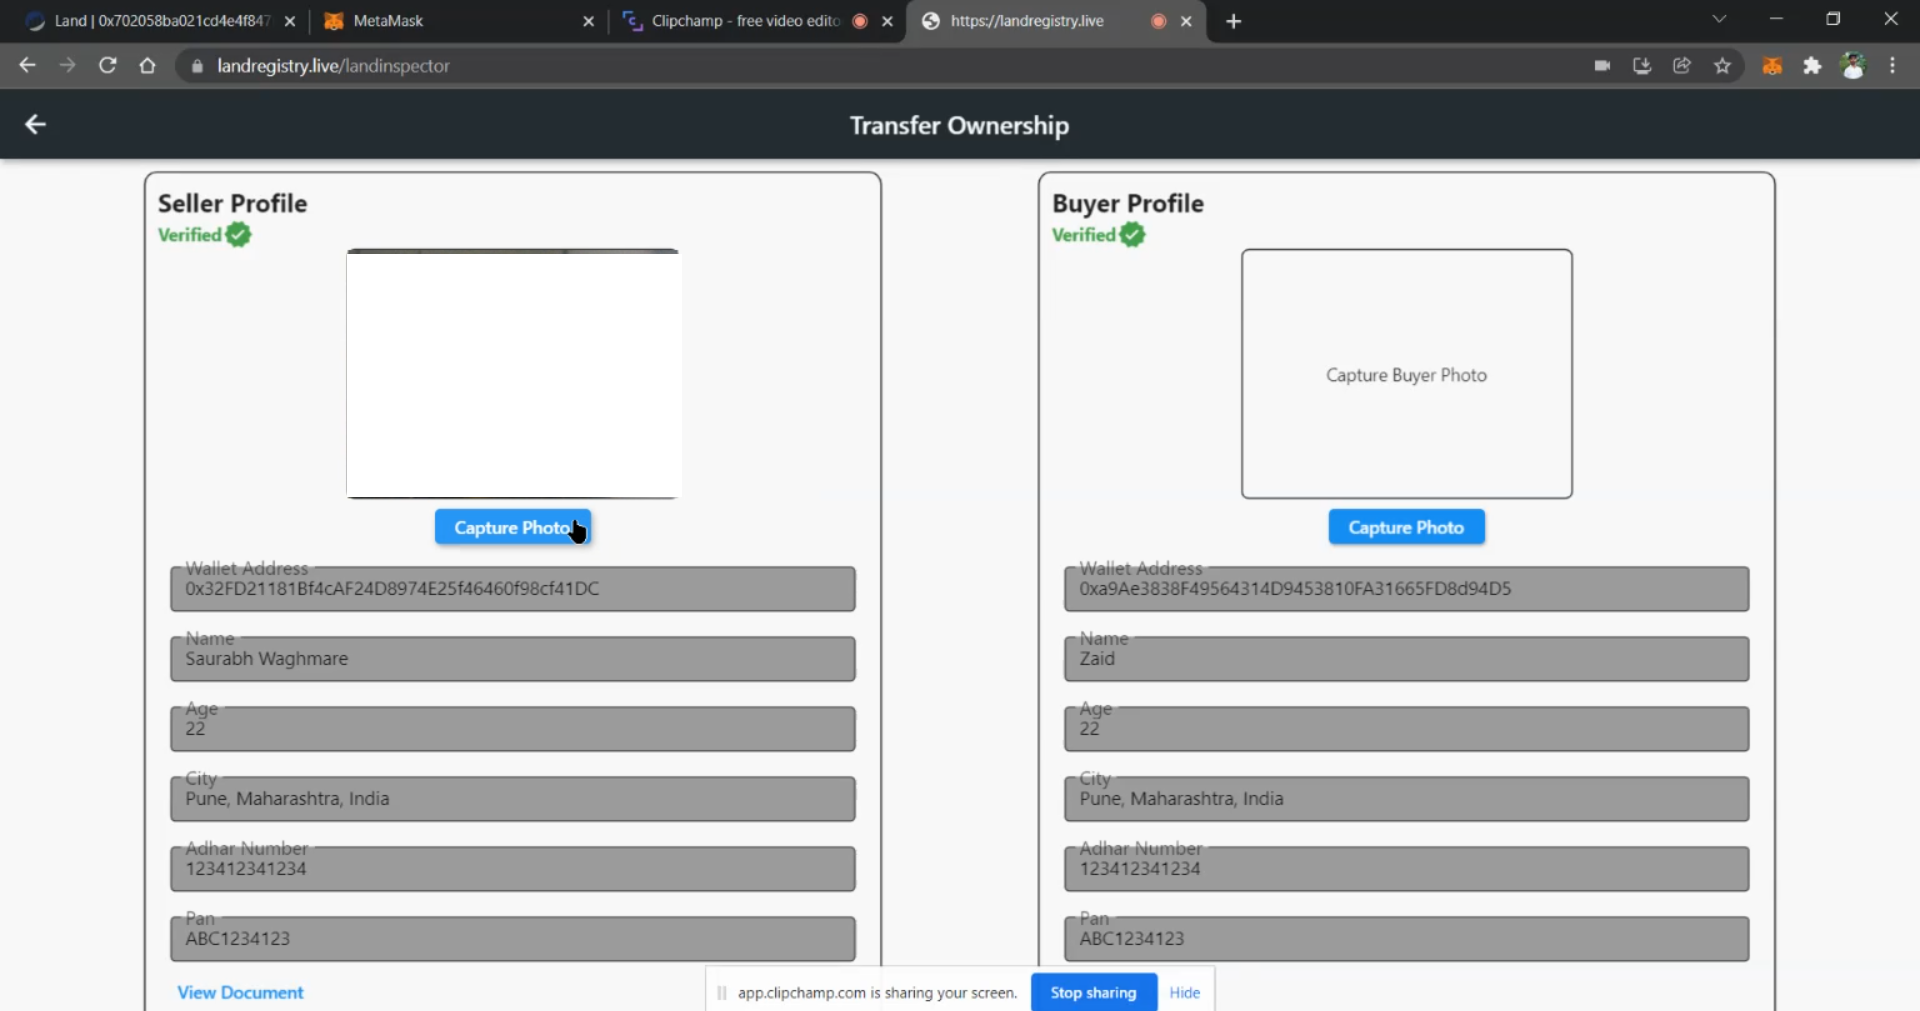 Land | 0x702058ba021cd4e4f847
MetaMask
Clipchamp - free video edito
https://landregistry.live
landregistry.live/landinspector
Transfer Ownership
Seller Profile
Verified
Capture Photo
Wallet Address
0x32FD21181Bf4cAF24D8974E25f46460f98cf41DC
Name
Saurabh Waghmare
Age
22
City
Pune, Maharashtra, India
Adhar Number
123412341234
Pan
ABC1234123
View Document
Buyer Profile
Verified
Capture Buyer Photo
Capture Photo
Wallet Address
0xa9Ae3838F49564314D9453810FA31665FD8d94D5
Name
Zaid
Age
22
City
Pune, Maharashtra, India
Adhar Number
123412341234
Pan
ABC1234123
app.clipchamp.com is sharing your screen.
Stop sharing
Hide